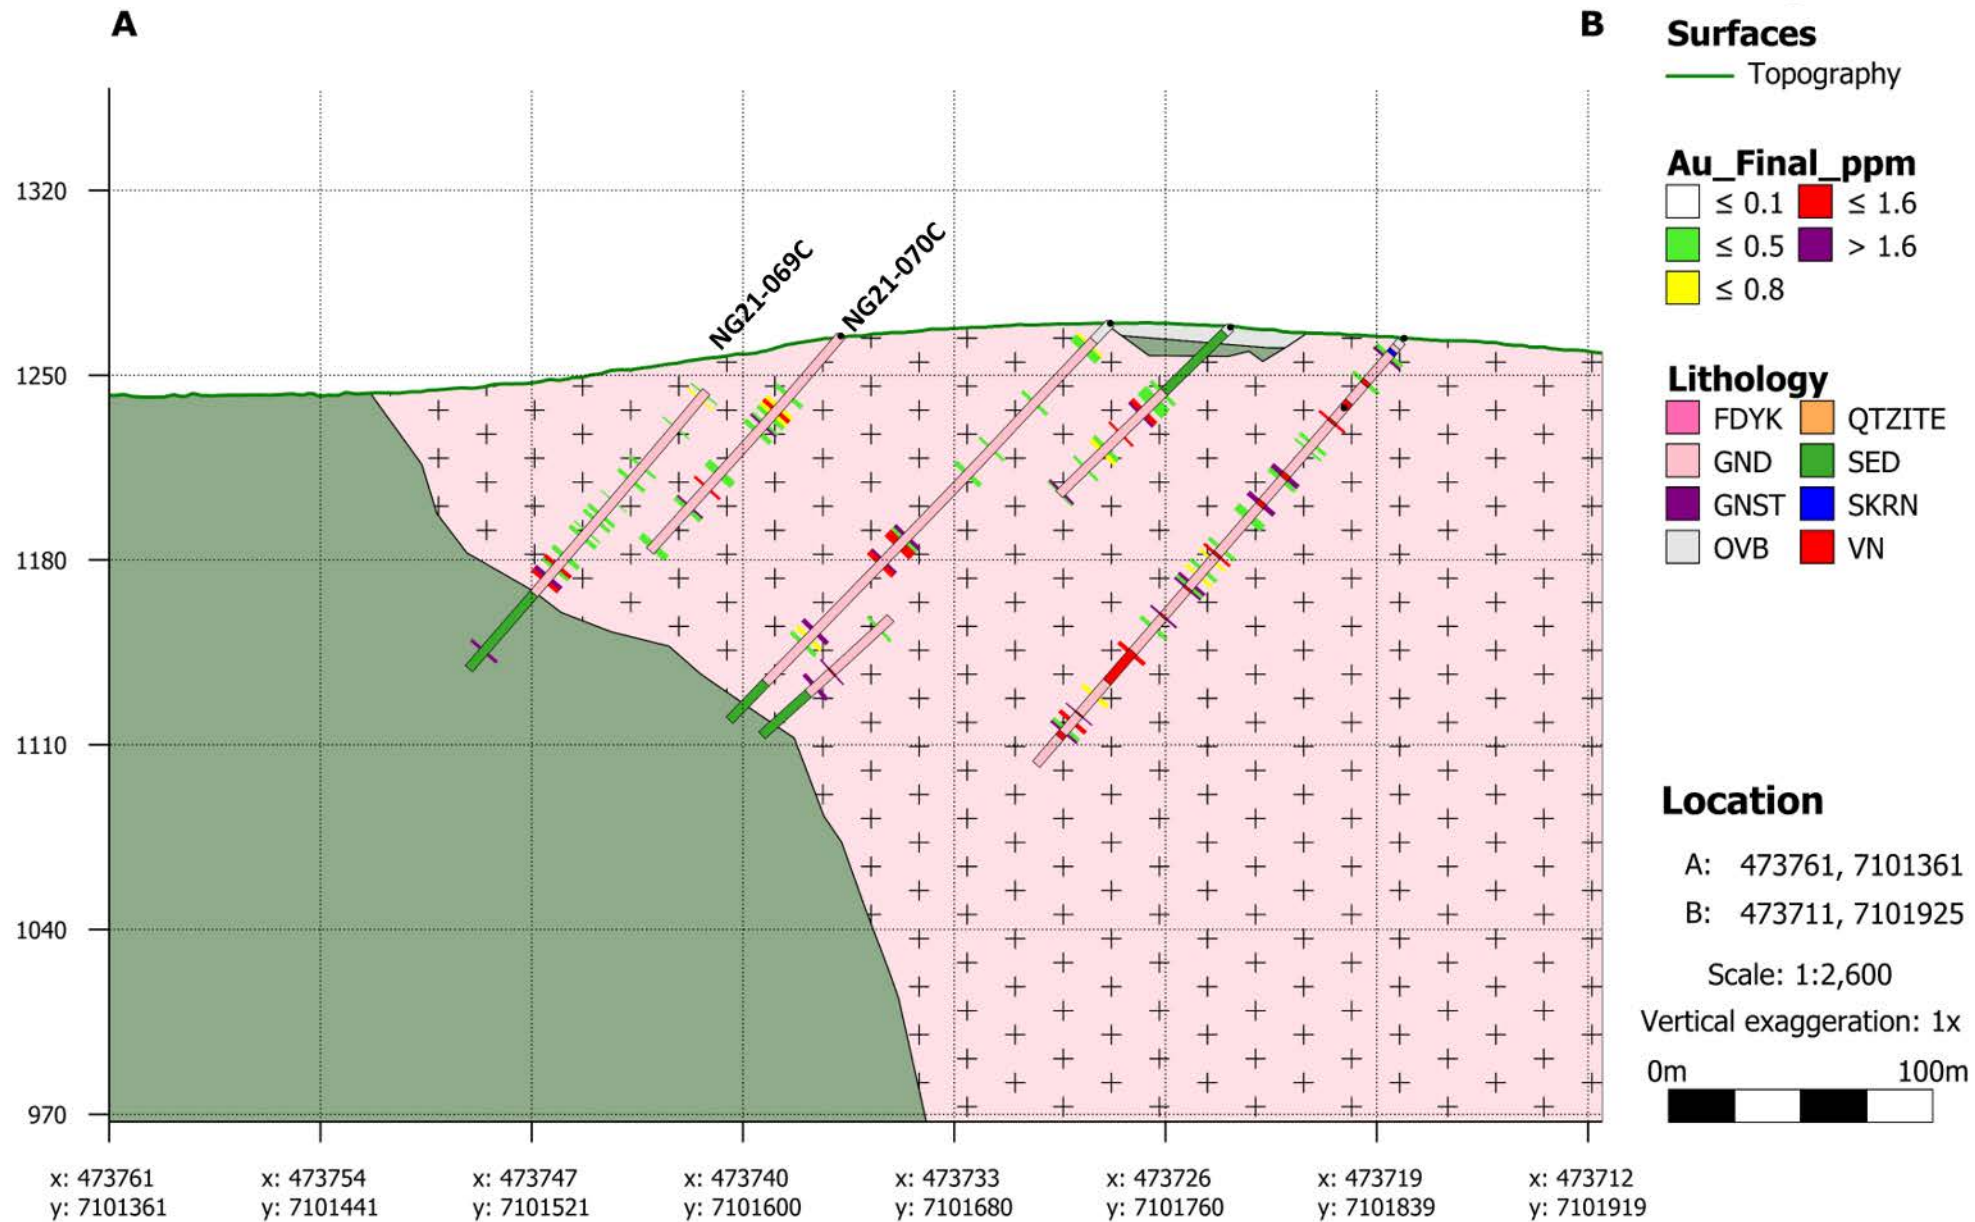 A
B
Surfaces
Topography
Au_Final_ppm
≤ 0.1
≤ 1.6
≤ 0.5
> 1.6
≤ 0.8
Lithology
FDYK
QTZITE
GND
SED
GNST
SKRN
OVB
VN
NG21-069C
NG21-070C
1320
1250
1180
1110
1040
970
Location
A: 473761, 7101361
B: 473711, 7101925
Scale: 1:2,600
Vertical exaggeration: 1x
0m 100m
x: 473761 x: 473754 x: 473747 x: 473740 x: 473733 x: 473726 x: 473719 x: 473712
y: 7101361 y: 7101441 y: 7101521 y: 7101600 y: 7101680 y: 7101760 y: 7101839 y: 7101919